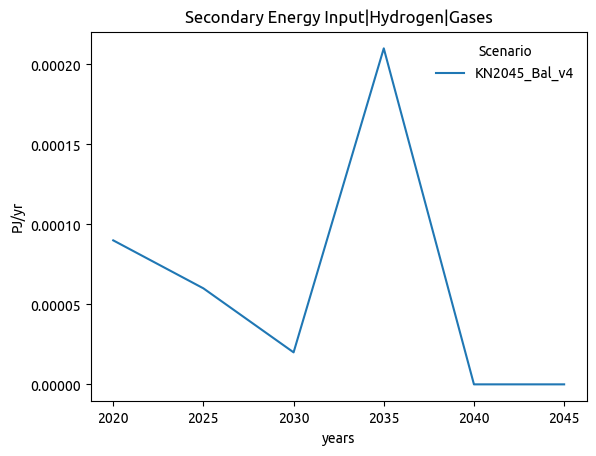 Secondary Energy Input|Hydrogen|Gases
Scenario
KN2045_Bal_v4
0.00020
0.00015
0.00010
0.00005
0.00000
PJ/yr
2020 2025 2030 2035 2040 2045
years